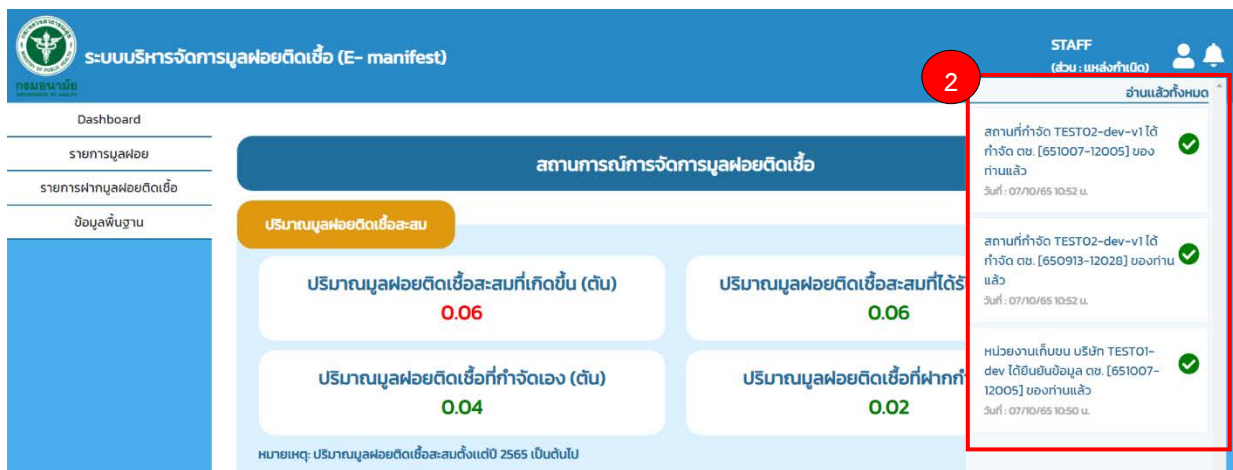 ระบบบริหารจัดการมูลฝอยติดเชื้อ (E- manifest)
กรมอนามัย
STAFF
(ส่วน : แหล่งกำเนิด)
2
อ่านแล้วทั้งหมด
Dashboard
รายการมูลฝอย
รายการฝากมูลฝอยติดเชื้อ
ข้อมูลพื้นฐาน
สถานการณ์การจัดการมูลฝอยติดเชื้อ
ปริมาณมูลฝอยติดเชื้อสะสม
ปริมาณมูลฝอยติดเชื้อสะสมที่เกิดขึ้น (ตัน)
0.06
ปริมาณมูลฝอยติดเชื้อสะสมที่ได้รั
0.06
ปริมาณมูลฝอยติดเชื้อที่กำจัดเอง (ตัน)
0.04
ปริมาณมูลฝอยติดเชื้อที่ฝากกำ
0.02
หมายเหตุ: ปริมาณมูลฝอยติดเชื้อสะสมตั้งแต่ปี 2565 เป็นต้นไป
สถานที่กำจัด TEST02-dev-v1 ได้
กำจัด ตช. [651007-12005] ของ
ท่านแล้ว
วันที่ : 07/10/65 10:52 น.
สถานที่กำจัด TEST02-dev-v1 ได้
กำจัด ตช. [650913-12028] ของท่าน
แล้ว
วันที่ : 07/10/65 10:52 น.
หน่วยงานเก็บขน บริษัท TEST01-
dev ได้ยืนยันข้อมูล ตช. [651007-
12005] ของท่านแล้ว
วันที่ : 07/10/65 10:50 น.